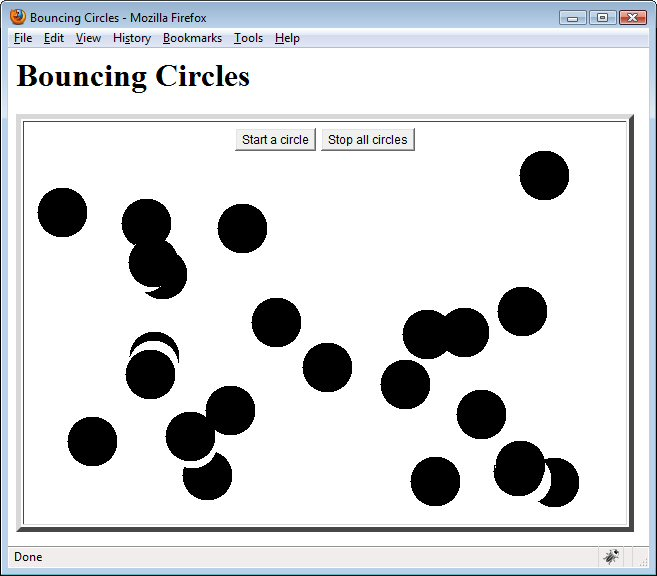 Bouncing Circles - Mozilla Firefox
File Edit View History Bookmarks Tools Help
Bouncing Circles
Start a circle Stop all circles
Done